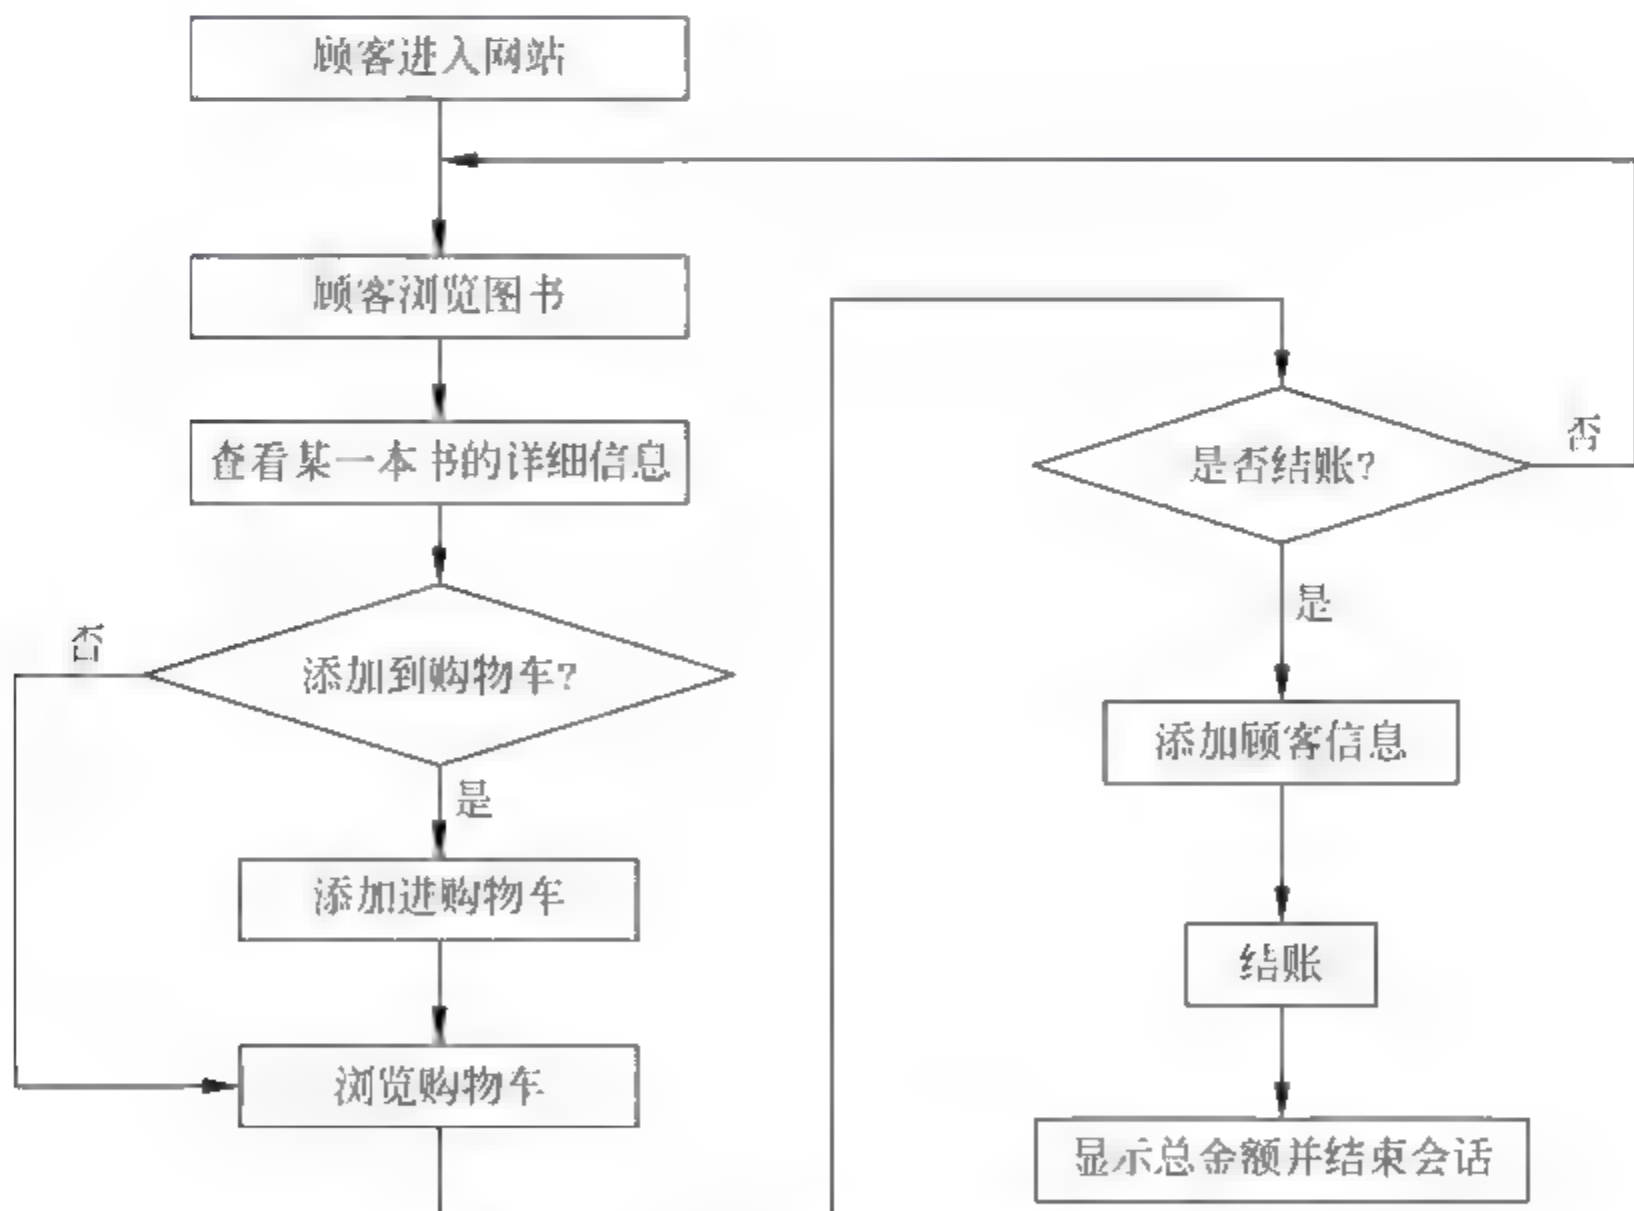 顾客进入网站
顾客浏览图书
查看某一本书的详细信息
添加到购物车?
否
是
添加进购物车
浏览购物车
是否结账?
否
是
添加顾客信息
结账
显示总金额并结束会话